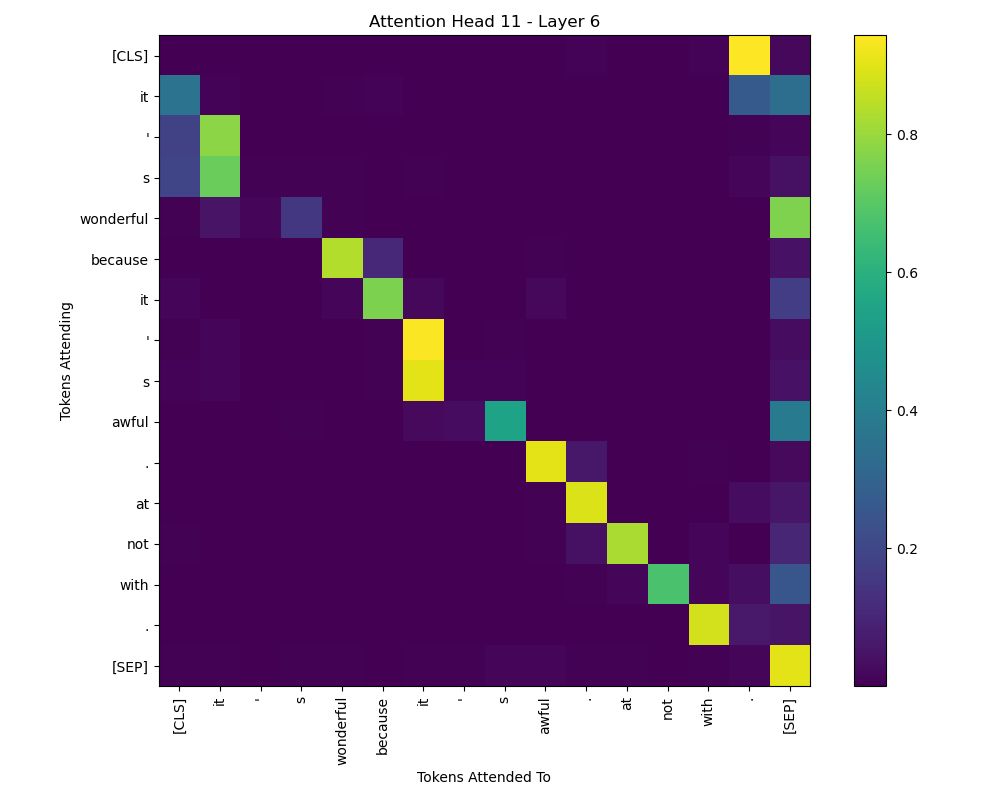 Attention Head 11 - Layer 6
Tokens Attending
[CLS]
it
'
s
wonderful
because
it
'
s
awful
.
at
not
with
.
[SEP]
[CLS]
it
'
s
wonderful
because
it
'
s
awful
.
at
not
with
.
[SEP]
Tokens Attended To
0.8
0.6
0.4
0.2